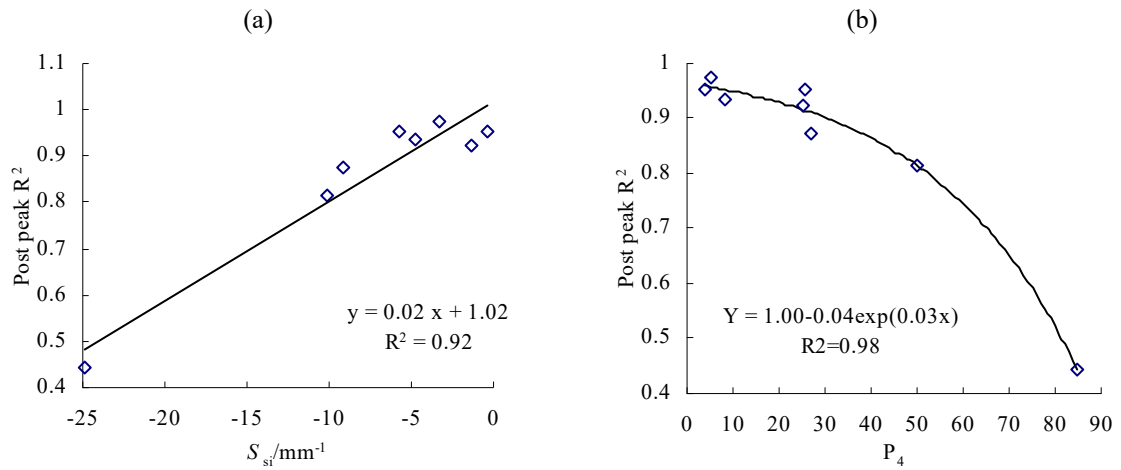 (a)
1.1
1
0.9
0.8
0.7
0.6
0.5
0.4
Post peak R²
y = 0.02 x + 1.02
R² = 0.92
-25 -20 -15 -10 -5 0
S si/mm⁻¹
(b)
1
0.9
0.8
0.7
0.6
0.5
0.4
Post peak R²
Y = 1.00-0.04exp(0.03x)
R2=0.98
0 10 20 30 40 50 60 70 80 90
P₄